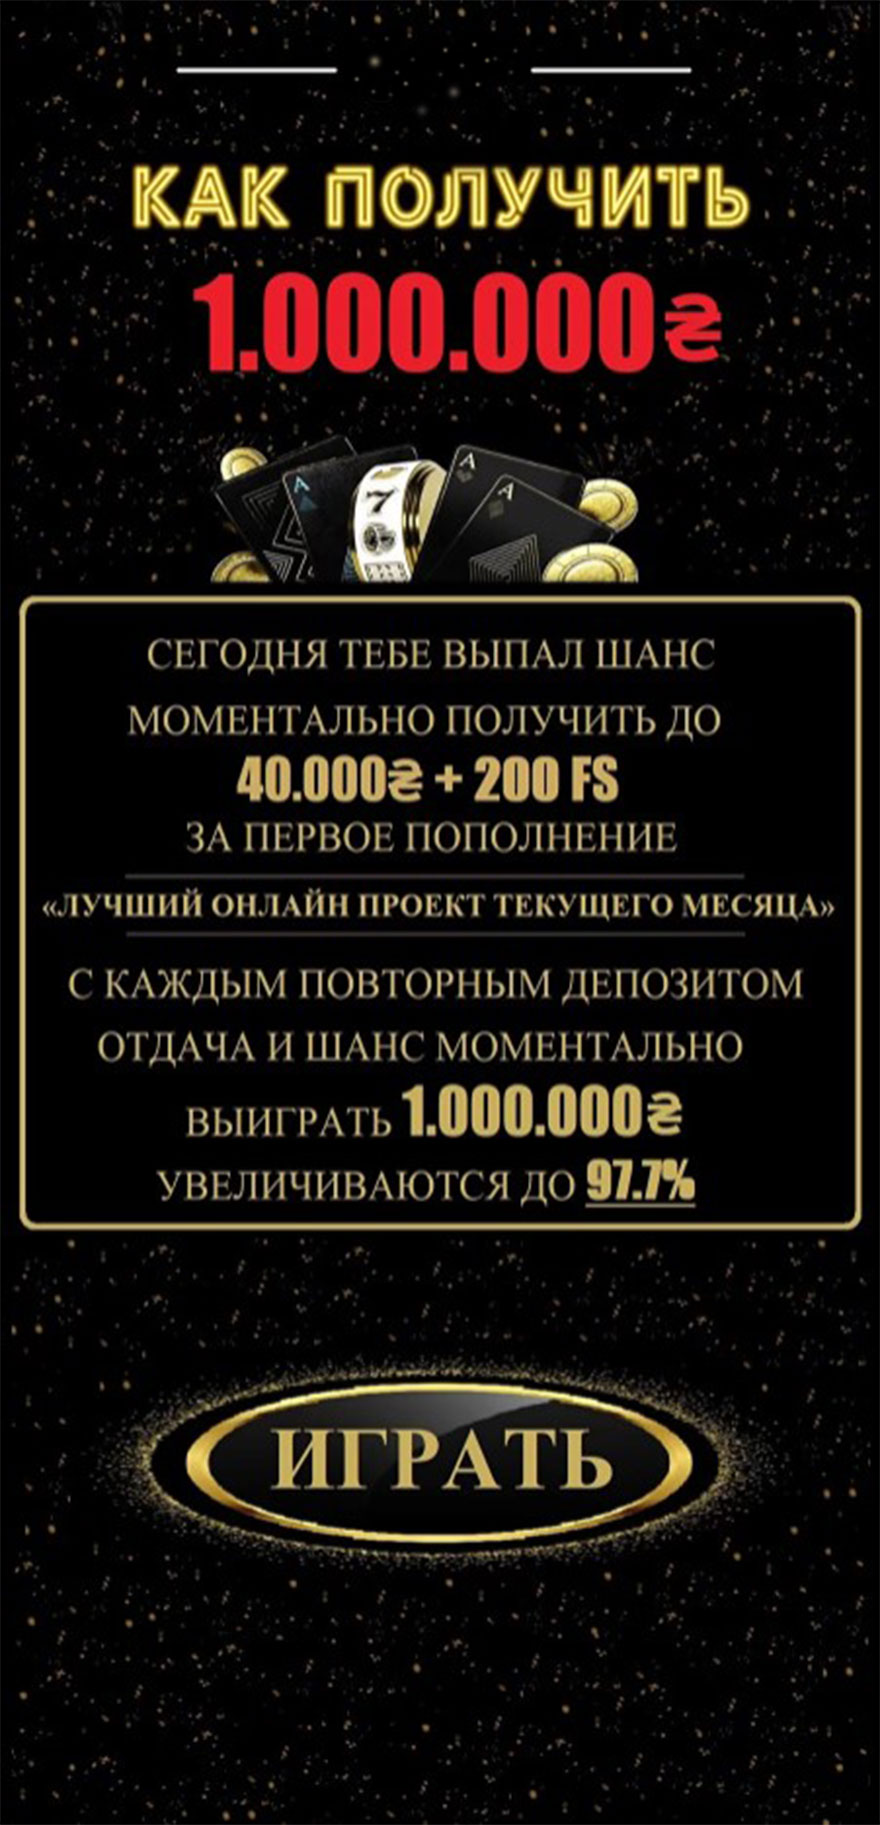 КАК ПОЛУЧИТЬ
1.000.000₴
A
7
A
A
СЕГОДНЯ ТЕБЕ ВЫПАЛ ШАНС
МОМЕНТАЛЬНО ПОЛУЧИТЬ ДО
40.000₴ + 200 FS
ЗА ПЕРВОЕ ПОПОЛНЕНИЕ
«ЛУЧШИЙ ОНЛАЙН ПРОЕКТ ТЕКУЩЕГО МЕСЯЦА»
С КАЖДЫМ ПОВТОРНЫМ ДЕПОЗИТОМ
ОТДАЧА И ШАНС МОМЕНТАЛЬНО
ВЫИГРАТЬ 1.000.000₴
УВЕЛИЧИВАЮТСЯ ДО 97.7%
ИГРАТЬ